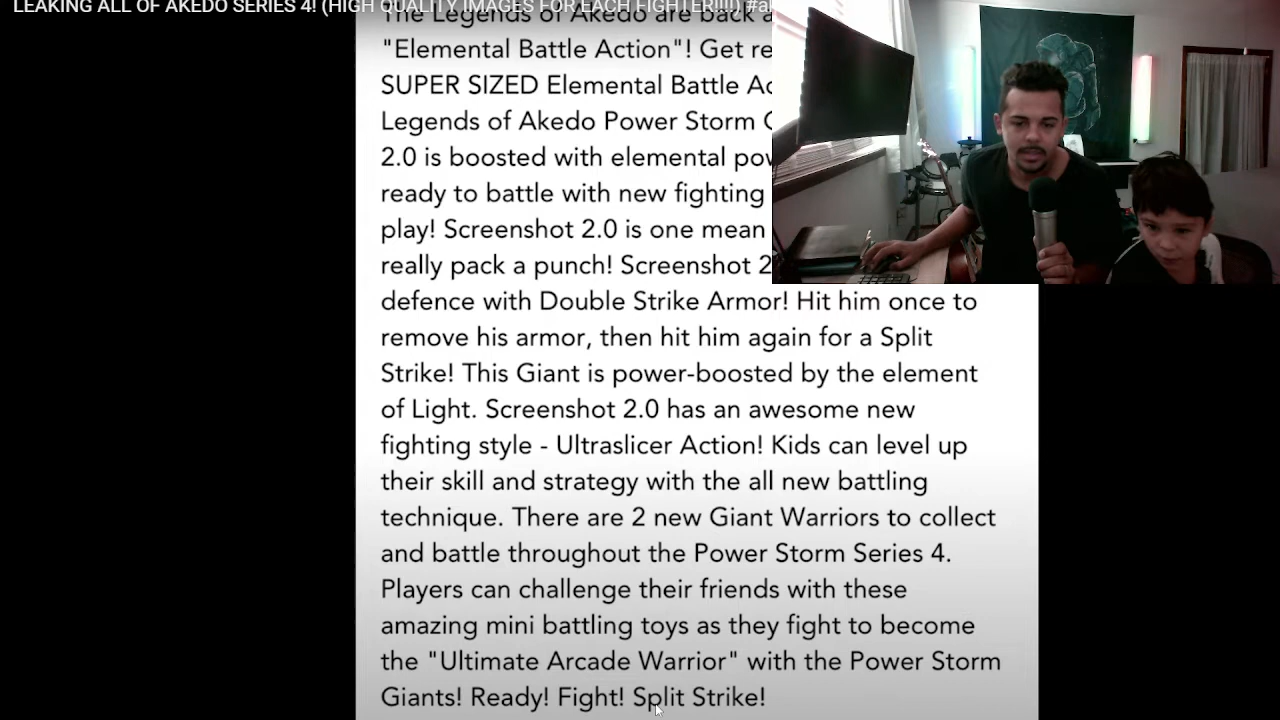 LEAKING ALL OF AKEDO SERIES 4! (HIGH QUALITY IMAGES FOR EACH FIGHTER!!!!)
The Legends of Akedo are back
"Elemental Battle Action"! Get
SUPER SIZED Elemental Battle
Legends of Akedo Power Storm
2.0 is boosted with elemental
ready to battle with new fighting
play! Screenshot 2.0 is one mean
really pack a punch! Screenshot
defence with Double Strike Armor! Hit him once to
remove his armor, then hit him again for a Split
Strike! This Giant is power-boosted by the element
of Light. Screenshot 2.0 has an awesome new
fighting style - Ultraslicer Action! Kids can level up
their skill and strategy with the all new battling
technique. There are 2 new Giant Warriors to collect
and battle throughout the Power Storm Series 4.
Players can challenge their friends with these
amazing mini battling toys as they fight to become
the "Ultimate Arcade Warrior" with the Power Storm
Giants! Ready! Fight! Split Strike!